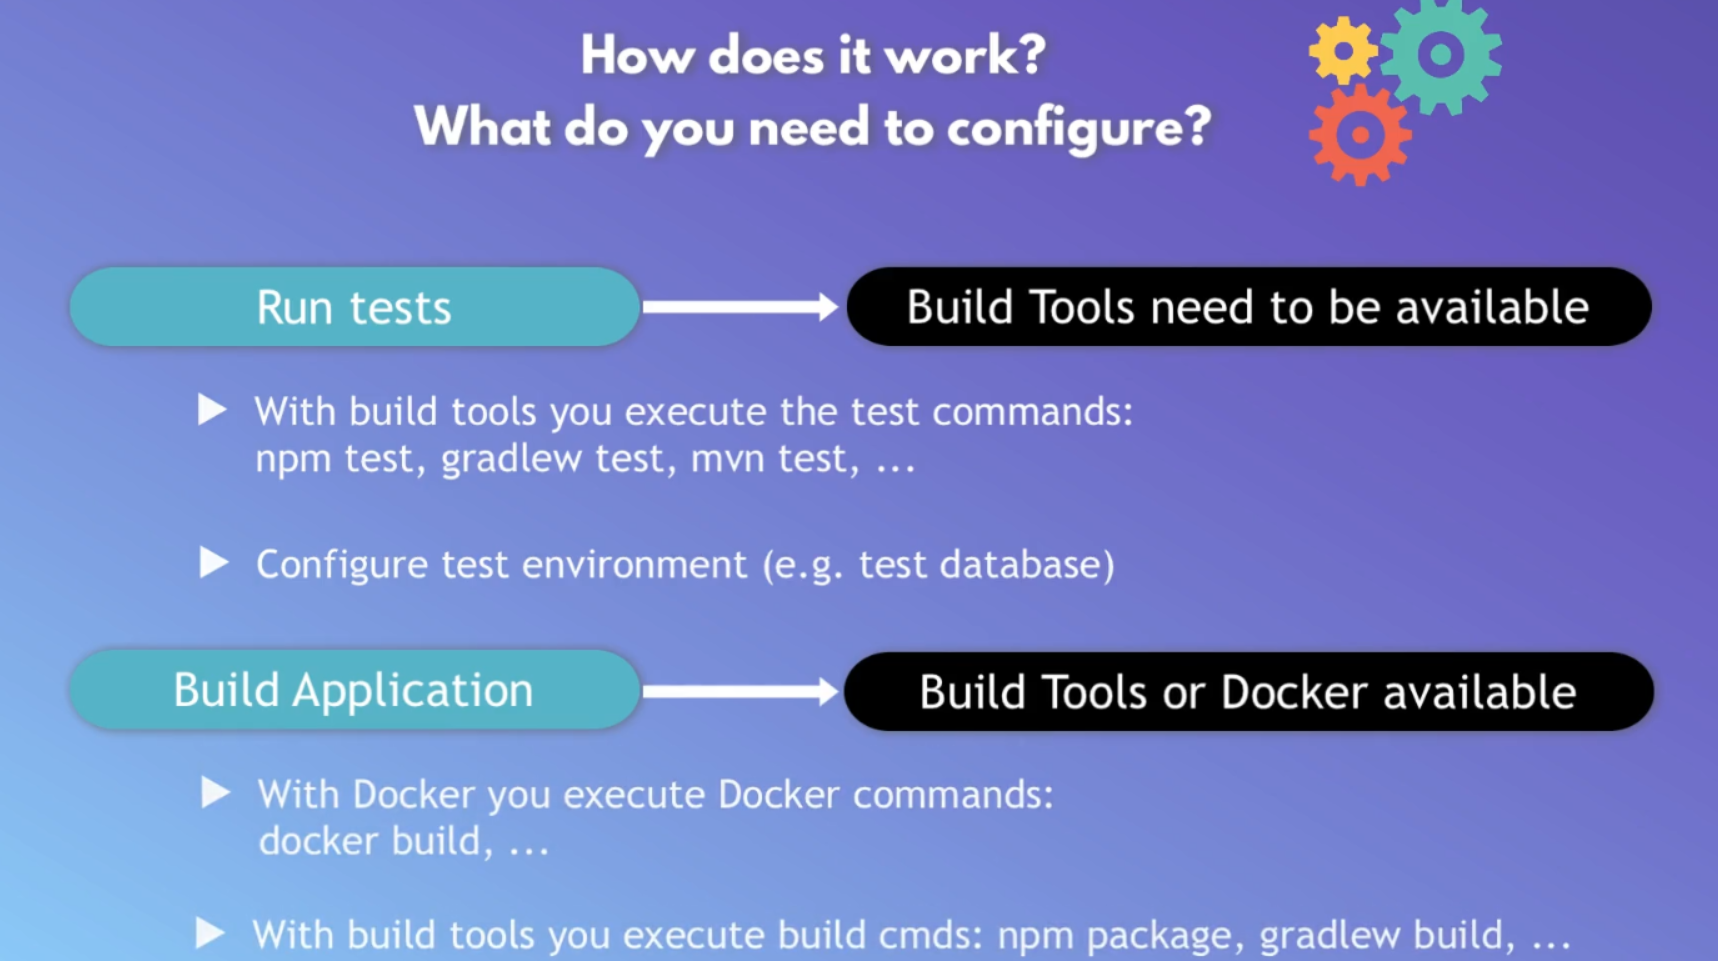 How does it work?
What do you need to configure?
Run tests
Build Tools need to be available
With build tools you execute the test commands:
npm test, gradlew test, mvn test, ...
Configure test environment (e.g. test database)
Build Application
Build Tools or Docker available
With Docker you execute Docker commands:
docker build, ...
With build tools you execute build cmds: npm package, gradlew build, ...